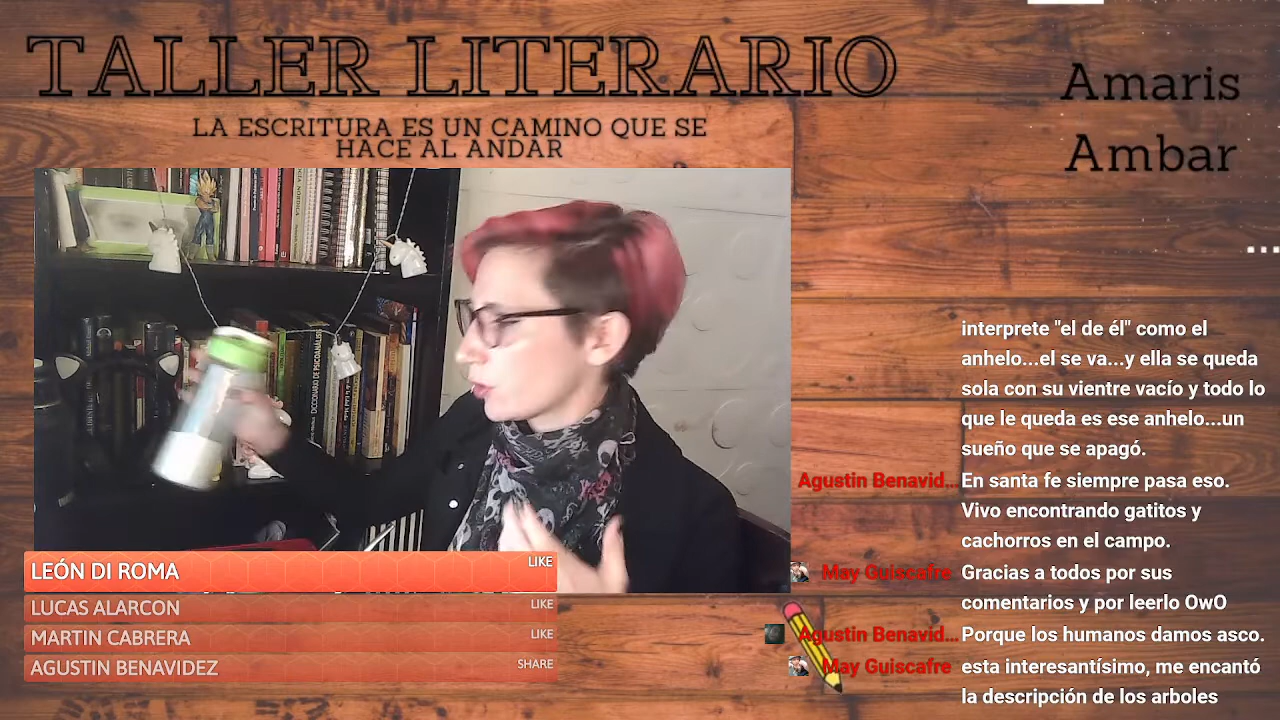 TALLER LITERARIO
LA ESCRITURA ES UN CAMINO QUE SE
HACE AL ANDAR
Amaris
Ambar
DICCIONARIO DE PSICOANÁLISIS
interprete "el de él" como el
anhelo...el se va...y ella se queda
sola con su vientre vacío y todo lo
que le queda es ese anhelo...un
sueño que se apagó.
Agustin Benavid... En santa fe siempre pasa eso.
Vivo encontrando gatitos y
cachorros en el campo.
May Guiscafre Gracias a todos por sus
comentarios y por leerlo OwO
Agustin Benavid... Porque los humanos damos asco.
May Guiscafre esta interesantísimo, me encantó
la descripción de los arboles
LEÓN DI ROMA LIKE
LUCAS ALARCON LIKE
MARTIN CABRERA LIKE
AGUSTIN BENAVIDEZ SHARE